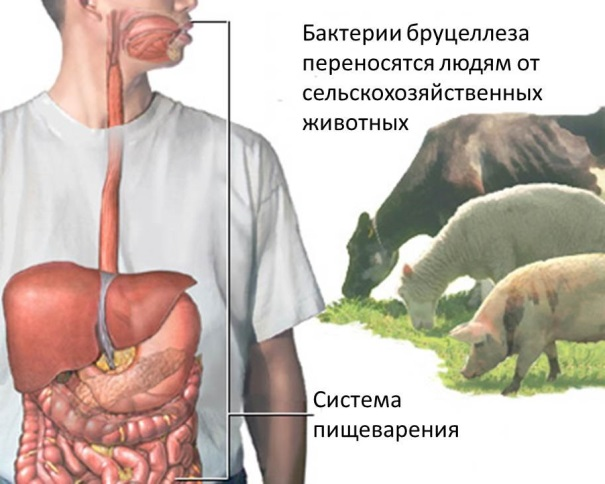 Бактерии бруцеллеза
переносятся людям от
сельскохозяйственных
животных
Система
пищеварения